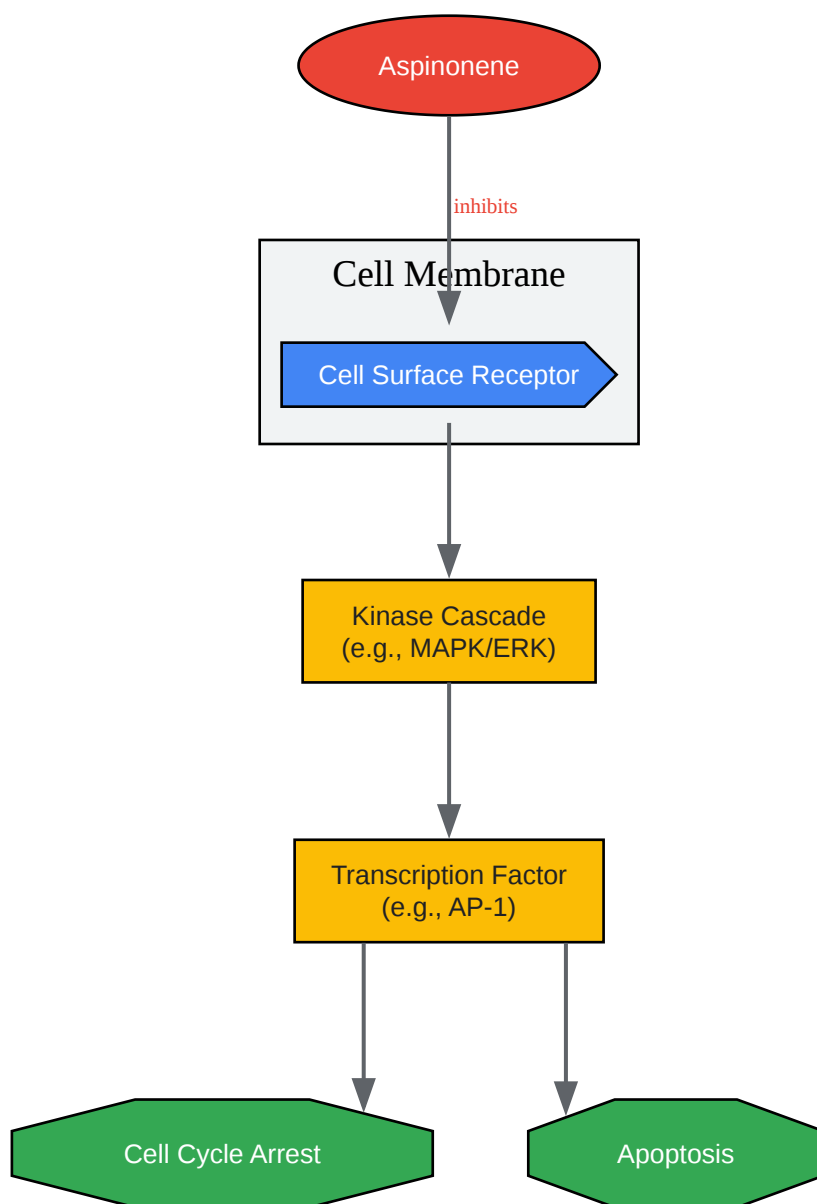 Aspinonene
inhibits
Cell Membrane
Cell Surface Receptor
Kinase Cascade
(e.g., MAPK/ERK)
Transcription Factor
(e.g., AP-1)
Cell Cycle Arrest
Apoptosis